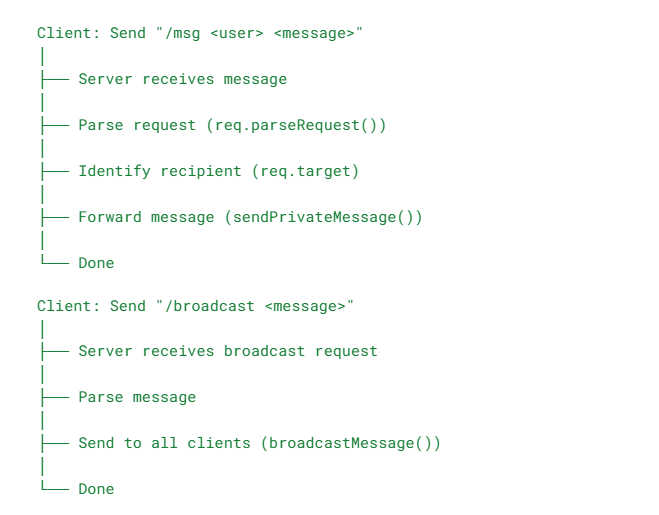 Client: Send "/msg <user> <message>"
│
├── Server receives message
│
├── Parse request (req.parseRequest())
│
├── Identify recipient (req.target)
│
├── Forward message (sendPrivateMessage())
│
└── Done
Client: Send "/broadcast <message>"
│
├── Server receives broadcast request
│
├── Parse message
│
├── Send to all clients (broadcastMessage())
│
└── Done